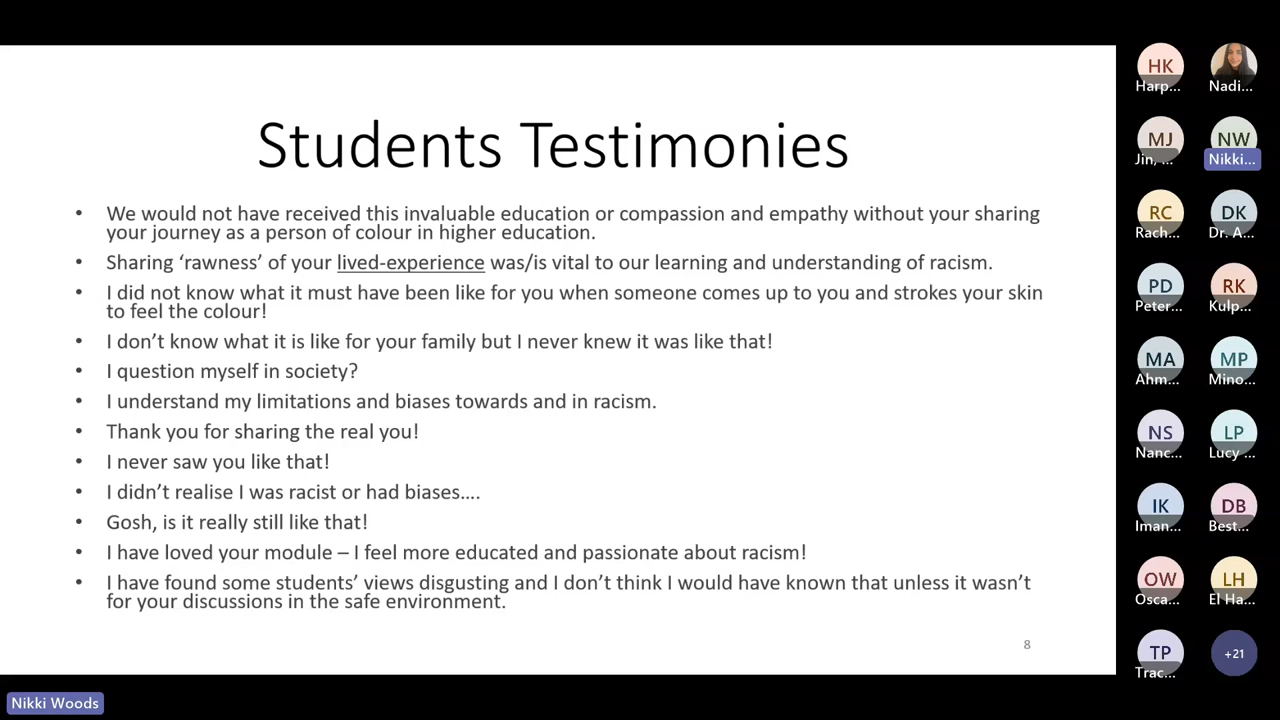 Students Testimonies
• We would not have received this invaluable education or compassion and empathy without your sharing
your journey as a person of colour in higher education.
• Sharing ‘rawness’ of your lived-experience was/is vital to our learning and understanding of racism.
• I did not know what it must have been like for you when someone comes up to you and strokes your skin
to feel the colour!
• I don’t know what it is like for your family but I never knew it was like that!
• I question myself in society?
• I understand my limitations and biases towards and in racism.
• Thank you for sharing the real you!
• I never saw you like that!
• I didn’t realise I was racist or had biases….
• Gosh, is it really still like that!
• I have loved your module – I feel more educated and passionate about racism!
• I have found some students’ views disgusting and I don’t think I would have known that unless it wasn’t
for your discussions in the safe environment.
8
HK
Harp... Nadi...
MJ NW
Jin, ... Nikki...
RC DK
Rach... Dr. A...
PD RK
Peter... Kulp...
MA MP
Ahm... Mino...
NS LP
Nanc... Lucy ...
IK DB
Iman... Best...
OW LH
Osca... El Ha...
TP +21
Trac...
Nikki Woods